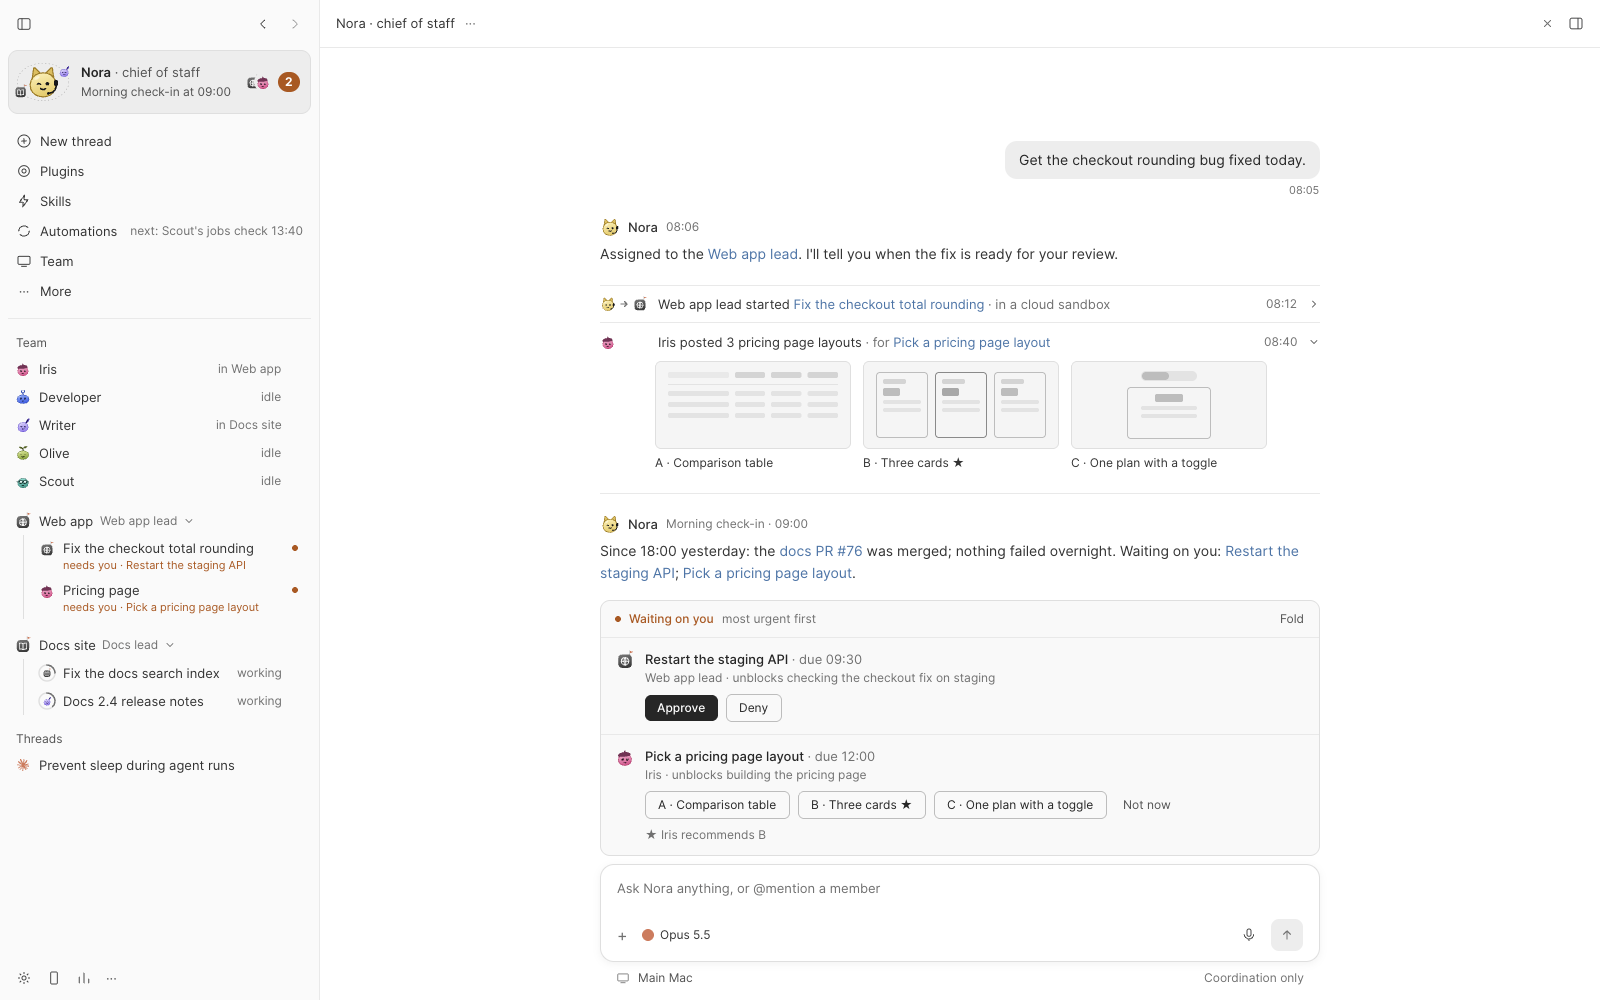 Nora · chief of staff
Morning check-in at 09:00
2
New thread
Plugins
Skills
Automations next: Scout's jobs check 13:40
Team
More
Team
Iris in Web app
Developer idle
Writer in Docs site
Olive idle
Scout idle
Web app Web app lead
Fix the checkout total rounding
needs you · Restart the staging API
Pricing page
needs you · Pick a pricing page layout
Docs site Docs lead
Fix the docs search index working
Docs 2.4 release notes working
Threads
Prevent sleep during agent runs
Nora · chief of staff
Get the checkout rounding bug fixed today.
08:05
Nora 08:06
Assigned to the Web app lead. I'll tell you when the fix is ready for your review.
Web app lead started Fix the checkout total rounding · in a cloud sandbox 08:12
Iris posted 3 pricing page layouts · for Pick a pricing page layout 08:40
A · Comparison table
B · Three cards ★
C · One plan with a toggle
Nora Morning check-in · 09:00
Since 18:00 yesterday: the docs PR #76 was merged; nothing failed overnight. Waiting on you: Restart the
staging API; Pick a pricing page layout.
Waiting on you most urgent first Fold
Restart the staging API · due 09:30
Web app lead · unblocks checking the checkout fix on staging
Approve Deny
Pick a pricing page layout · due 12:00
Iris · unblocks building the pricing page
A · Comparison table B · Three cards ★ C · One plan with a toggle Not now
★ Iris recommends B
Ask Nora anything, or @mention a member
Opus 5.5
Main Mac Coordination only